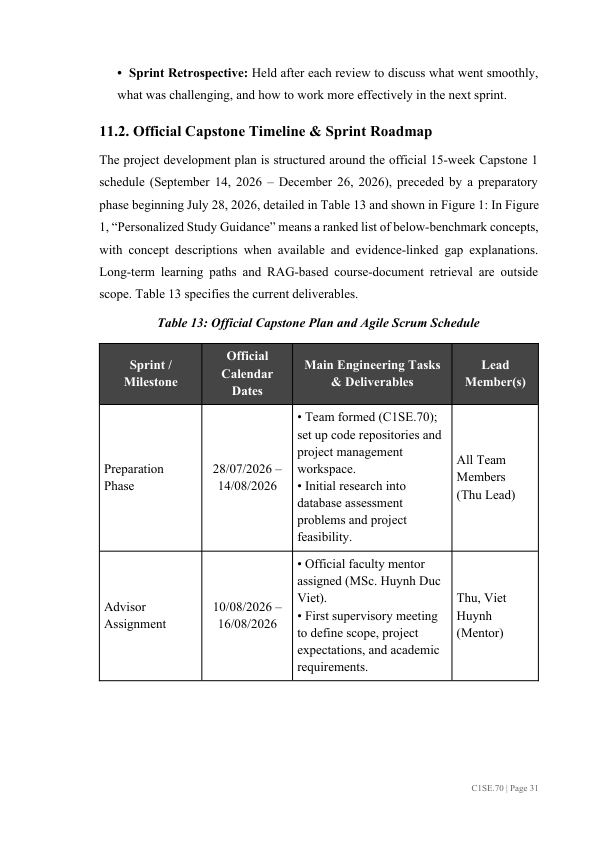 • Sprint Retrospective: Held after each review to discuss what went smoothly,
what was challenging, and how to work more effectively in the next sprint.
11.2. Official Capstone Timeline & Sprint Roadmap
The project development plan is structured around the official 15-week Capstone 1
schedule (September 14, 2026 – December 26, 2026), preceded by a preparatory
phase beginning July 28, 2026, detailed in Table 13 and shown in Figure 1: In Figure
1, “Personalized Study Guidance” means a ranked list of below-benchmark concepts,
with concept descriptions when available and evidence-linked gap explanations.
Long-term learning paths and RAG-based course-document retrieval are outside
scope. Table 13 specifies the current deliverables.
Table 13: Official Capstone Plan and Agile Scrum Schedule
Sprint /
Milestone
Official
Calendar
Dates
Main Engineering Tasks
& Deliverables
Lead
Member(s)
Preparation
Phase
28/07/2026 –
14/08/2026
• Team formed (C1SE.70);
set up code repositories and
project management
workspace.
• Initial research into
database assessment
problems and project
feasibility.
All Team
Members
(Thu Lead)
Advisor
Assignment
10/08/2026 –
16/08/2026
• Official faculty mentor
assigned (MSc. Huynh Duc
Viet).
• First supervisory meeting
to define scope, project
expectations, and academic
requirements.
Thu, Viet
Huynh
(Mentor)
C1SE.70 | Page 31